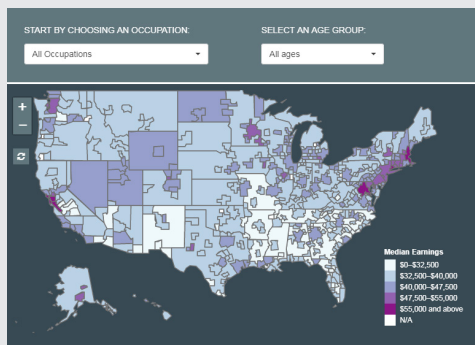 START BY CHOOSING AN OCCUPATION:
SELECT AN AGE GROUP:
All Occupations
All ages
+
−
Median Earnings
$0–$32,500
$32,500–$40,000
$40,000–$47,500
$47,500–$55,000
$55,000 and above
N/A